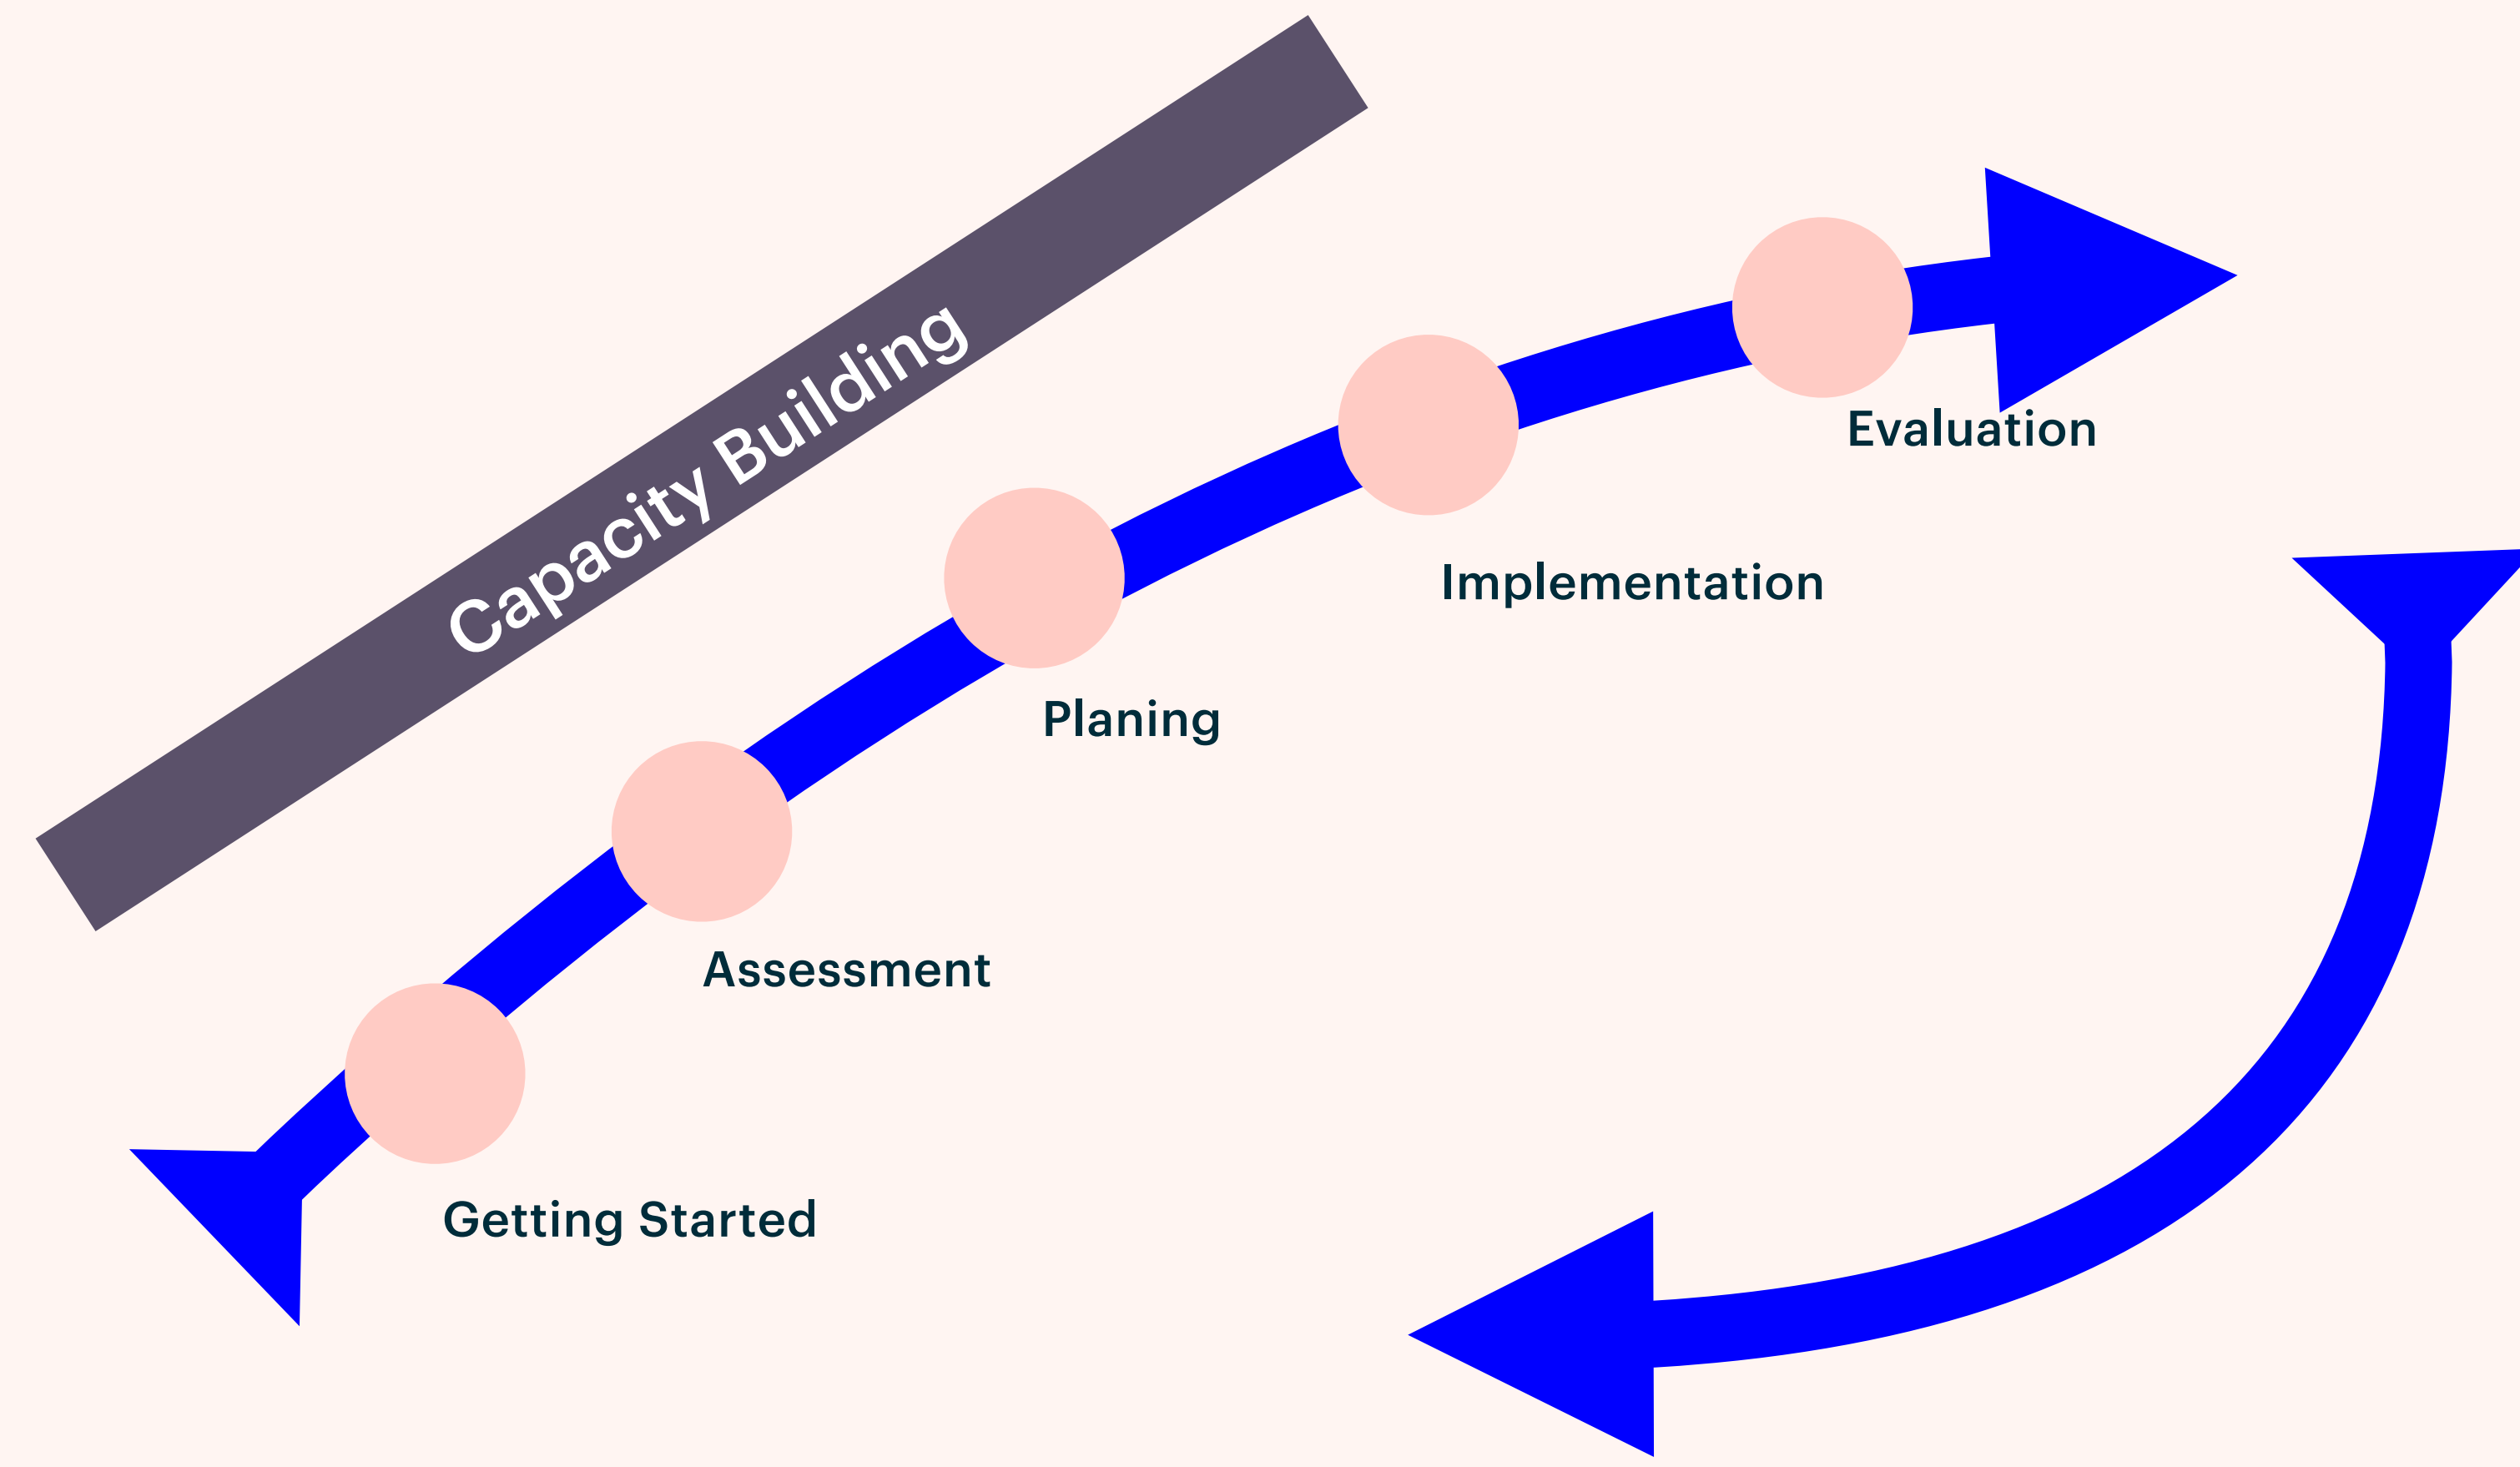 Capacity Building
Evaluation
Implementation
Planing
Assessment
Getting Started